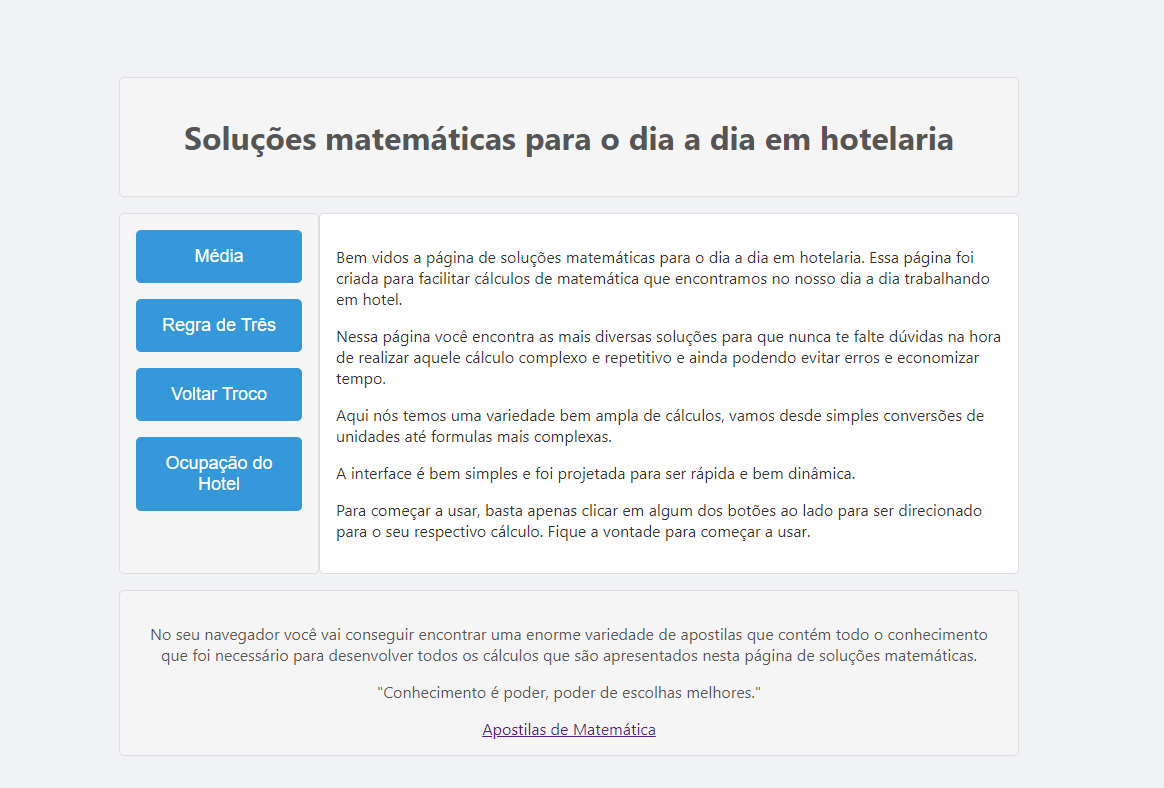 Soluções matemáticas para o dia a dia em hotelaria
Média
Regra de Três
Voltar Troco
Ocupação do
Hotel
Bem vidos a página de soluções matemáticas para o dia a dia em hotelaria. Essa página foi
criada para facilitar cálculos de matemática que encontramos no nosso dia a dia trabalhando
em hotel.
Nessa página você encontra as mais diversas soluções para que nunca te falte dúvidas na hora
de realizar aquele cálculo complexo e repetitivo e ainda podendo evitar erros e economizar
tempo.
Aqui nós temos uma variedade bem ampla de cálculos, vamos desde simples conversões de
unidades até formulas mais complexas.
A interface é bem simples e foi projetada para ser rápida e bem dinâmica.
Para começar a usar, basta apenas clicar em algum dos botões ao lado para ser direcionado
para o seu respectivo cálculo. Fique a vontade para começar a usar.
No seu navegador você vai conseguir encontrar uma enorme variedade de apostilas que contém todo o conhecimento
que foi necessário para desenvolver todos os cálculos que são apresentados nesta página de soluções matemáticas.
"Conhecimento é poder, poder de escolhas melhores."
Apostilas de Matemática